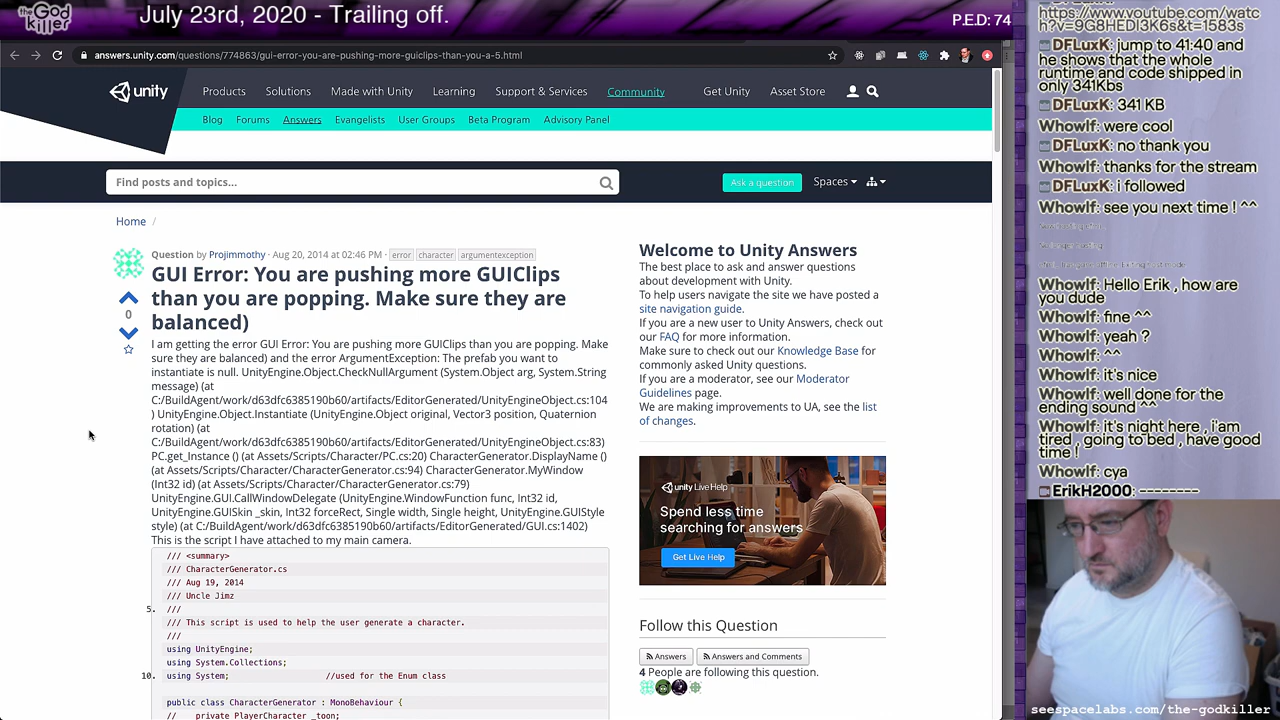 the God killer
July 23rd, 2020 - Trailing off.
P.E.D: 74
answers.unity.com/questions/774863/gui-error-you-are-pushing-more-guiclips-than-you-a-5.html
unity
Products Solutions Made with Unity Learning Support & Services Community Get Unity Asset Store
Blog Forums Answers Evangelists User Groups Beta Program Advisory Panel
Find posts and topics...
Ask a question
Spaces
Home /
Question by Projimmothy · Aug 20, 2014 at 02:46 PM · error character argumentexception
GUI Error: You are pushing more GUIClips
than you are popping. Make sure they are
balanced)
0
I am getting the error GUI Error: You are pushing more GUIClips than you are popping. Make
sure they are balanced) and the error ArgumentException: The prefab you want to
instantiate is null. UnityEngine.Object.CheckNullArgument (System.Object arg, System.String
message) (at
C:/BuildAgent/work/d63dfc6385190b60/artifacts/EditorGenerated/UnityEngineObject.cs:104
) UnityEngine.Object.Instantiate (UnityEngine.Object original, Vector3 position, Quaternion
rotation) (at
C:/BuildAgent/work/d63dfc6385190b60/artifacts/EditorGenerated/UnityEngineObject.cs:83)
PC.get_Instance () (at Assets/Scripts/Character/PC.cs:20) CharacterGenerator.DisplayName ()
(at Assets/Scripts/Character/CharacterGenerator.cs:94) CharacterGenerator.MyWindow
(Int32 id) (at Assets/Scripts/Character/CharacterGenerator.cs:79)
UnityEngine.GUI.CallWindowDelegate (UnityEngine.WindowFunction func, Int32 id,
UnityEngine.GUISkin _skin, Int32 forceRect, Single width, Single height, UnityEngine.GUIStyle
style) (at C:/BuildAgent/work/d63dfc6385190b60/artifacts/EditorGenerated/GUI.cs:1402)
This is the script I have attached to my main camera.
/// <summary>
/// CharacterGenerator.cs
/// Aug 19, 2014
/// Uncle Jimz
5. ///
/// This script is used to help the user generate a character.
///
using UnityEngine;
using System.Collections;
10. using System; //used for the Enum class
public class CharacterGenerator : MonoBehaviour {
// private PlayerCharacter _toon;
Welcome to Unity Answers
The best place to ask and answer questions
about development with Unity.
To help users navigate the site we have posted a
site navigation guide.
If you are a new user to Unity Answers, check out
our FAQ for more information.
Make sure to check out our Knowledge Base for
commonly asked Unity questions.
If you are a moderator, see our Moderator
Guidelines page.
We are making improvements to UA, see the list
of changes.
unity Live Help
Spend less time
searching for answers
Get Live Help
Follow this Question
Answers Answers and Comments
4 People are following this question.
https://www.youtube.com/watc
h?v=9G8HEDI3K6s&t=1583s
DFLuxK: jump to 41:40 and
he shows that the whole
runtime and code shipped in
only 341Kbs
DFLuxK: 341 KB
WhowIf: were cool
DFLuxK: no thank you
WhowIf: thanks for the stream
DFLuxK: i followed
WhowIf: see you next time ! ^^
WhowIf: Hello Erik , how are
you dude
WhowIf: fine ^^
WhowIf: yeah ?
WhowIf: ^^
WhowIf: it's nice
WhowIf: well done for the
ending sound ^^
WhowIf: it's night here , i'am
tired , going to bed , have good
time !
WhowIf: cya
ErikH2000: --------
seespacelabs.com/the-godkiller